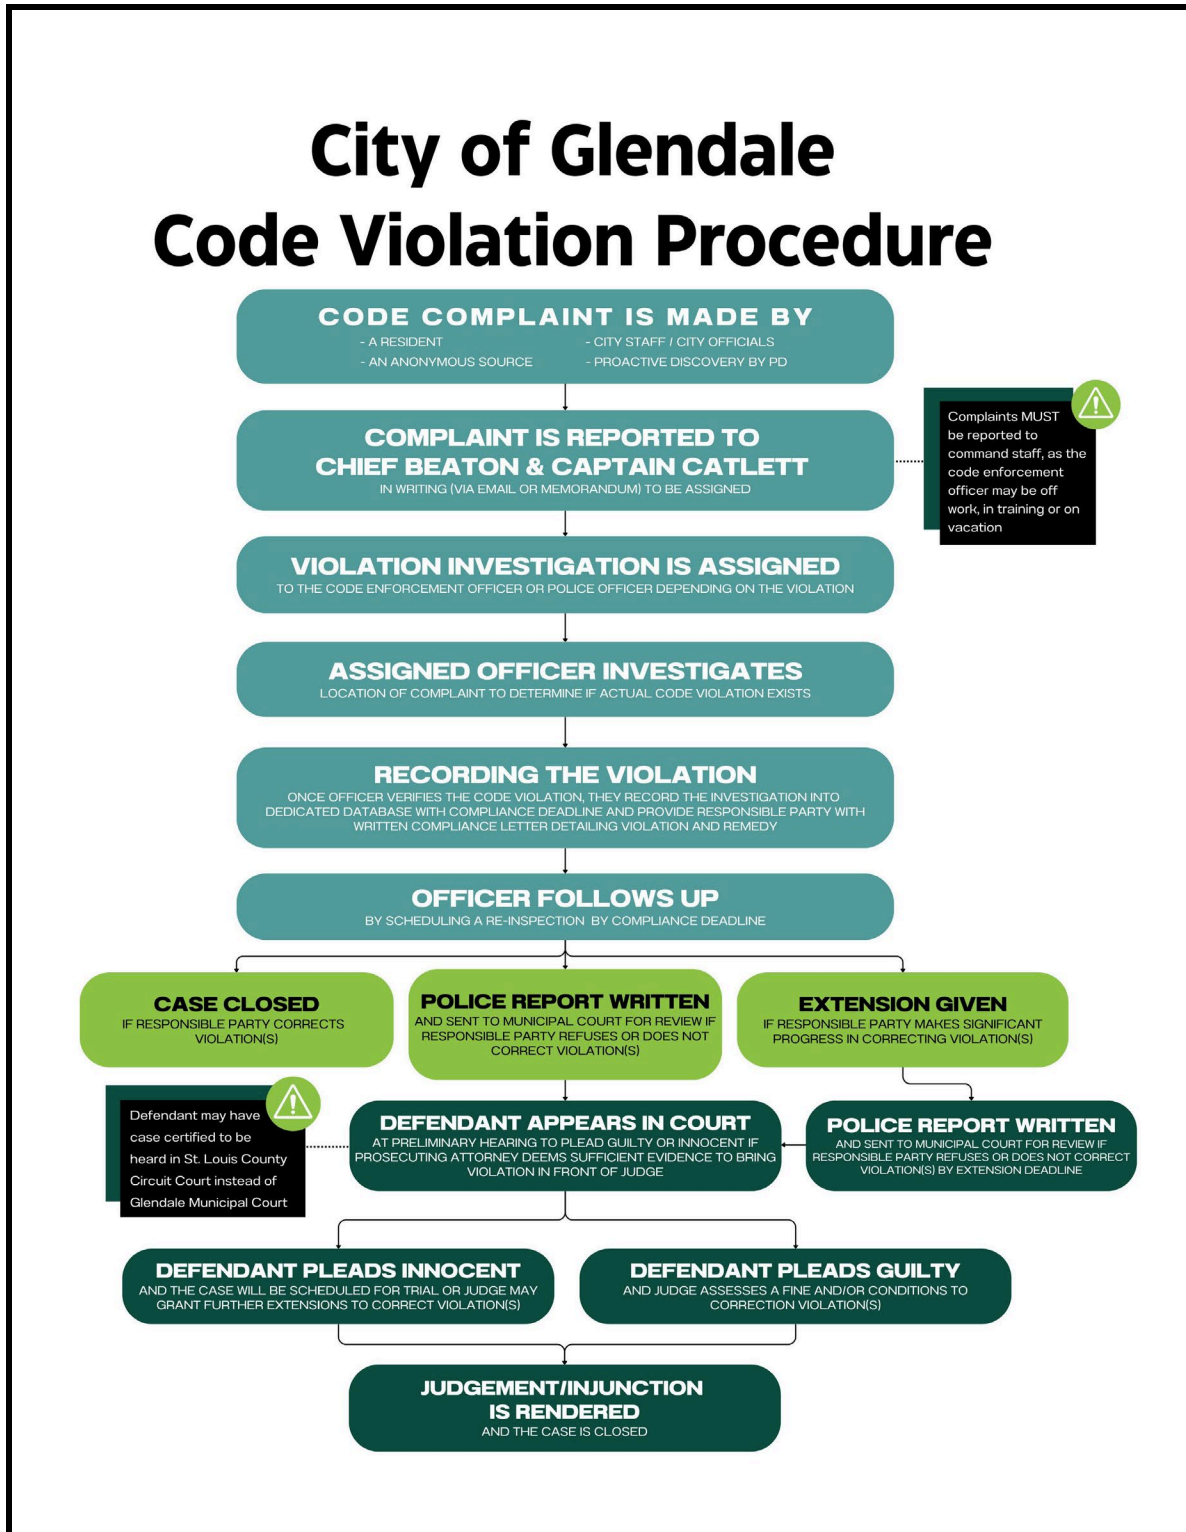 City of Glendale
Code Violation Procedure
CODE COMPLAINT IS MADE BY
- A RESIDENT
- AN ANONYMOUS SOURCE
- CITY STAFF / CITY OFFICIALS
- PROACTIVE DISCOVERY BY PD
COMPLAINT IS REPORTED TO
CHIEF BEATON & CAPTAIN CATLETT
IN WRITING (VIA EMAIL OR MEMORANDUM) TO BE ASSIGNED
Complaints MUST
be reported to
command staff, as the
code enforcement
officer may be off
work, in training or on
vacation
VIOLATION INVESTIGATION IS ASSIGNED
TO THE CODE ENFORCEMENT OFFICER OR POLICE OFFICER DEPENDING ON THE VIOLATION
ASSIGNED OFFICER INVESTIGATES
LOCATION OF COMPLAINT TO DETERMINE IF ACTUAL CODE VIOLATION EXISTS
RECORDING THE VIOLATION
ONCE OFFICER VERIFIES THE CODE VIOLATION, THEY RECORD THE INVESTIGATION INTO
DEDICATED DATABASE WITH COMPLIANCE DEADLINE AND PROVIDE RESPONSIBLE PARTY WITH
WRITTEN COMPLIANCE LETTER DETAILING VIOLATION AND REMEDY
OFFICER FOLLOWS UP
BY SCHEDULING A RE-INSPECTION BY COMPLIANCE DEADLINE
CASE CLOSED
IF RESPONSIBLE PARTY CORRECTS
VIOLATION(S)
POLICE REPORT WRITTEN
AND SENT TO MUNICIPAL COURT FOR REVIEW IF
RESPONSIBLE PARTY REFUSES OR DOES NOT
CORRECT VIOLATION(S)
EXTENSION GIVEN
IF RESPONSIBLE PARTY MAKES SIGNIFICANT
PROGRESS IN CORRECTING VIOLATION(S)
Defendant may have
case certified to be
heard in St. Louis County
Circuit Court instead of
Glendale Municipal Court
DEFENDANT APPEARS IN COURT
AT PRELIMINARY HEARING TO PLEAD GUILTY OR INNOCENT IF
PROSECUTING ATTORNEY DEEMS SUFFICIENT EVIDENCE TO BRING
VIOLATION IN FRONT OF JUDGE
POLICE REPORT WRITTEN
AND SENT TO MUNICIPAL COURT FOR REVIEW IF
RESPONSIBLE PARTY REFUSES OR DOES NOT CORRECT
VIOLATION(S) BY EXTENSION DEADLINE
DEFENDANT PLEADS INNOCENT
AND THE CASE WILL BE SCHEDULED FOR TRIAL OR JUDGE MAY
GRANT FURTHER EXTENSIONS TO CORRECT VIOLATION(S)
DEFENDANT PLEADS GUILTY
AND JUDGE ASSESSES A FINE AND/OR CONDITIONS TO
CORRECTION VIOLATION(S)
JUDGEMENT/INJUNCTION
IS RENDERED
AND THE CASE IS CLOSED